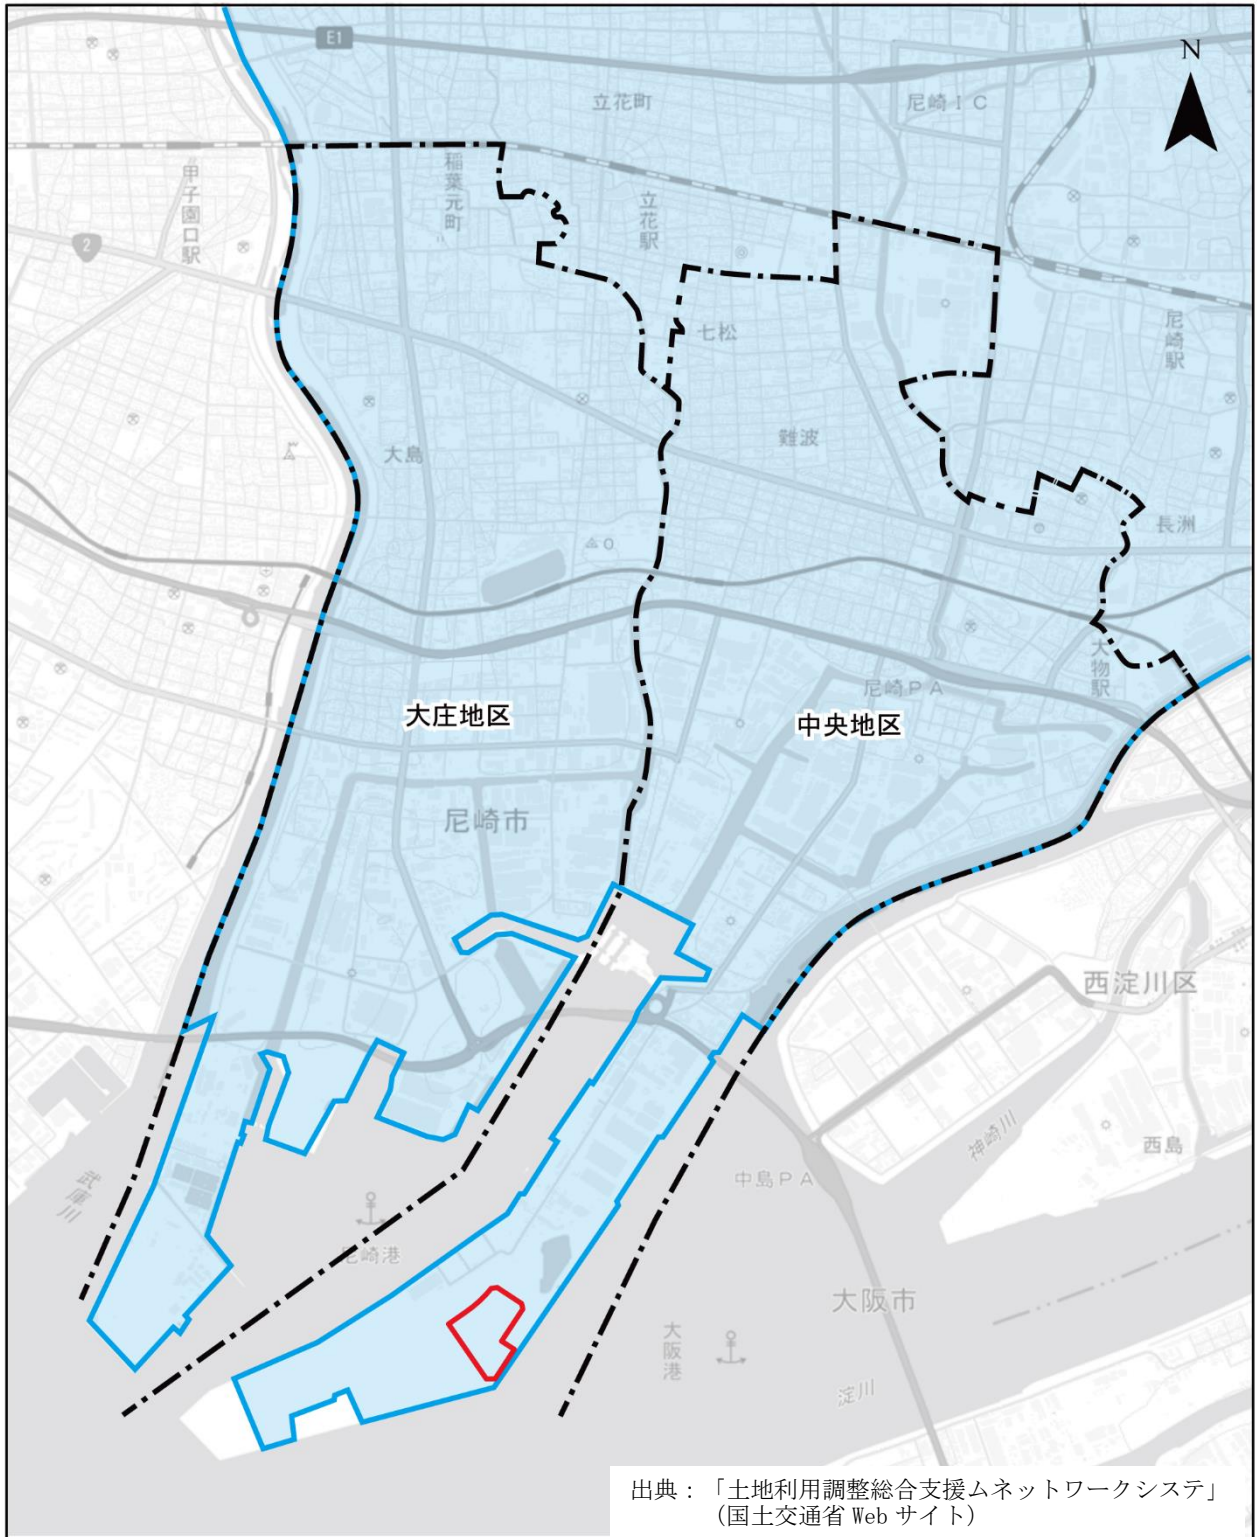 E1
N
立花町
尼崎IC
稲葉元町
甲子園口駅
立花駅
2
七松
尼崎駅
大島
難波
長洲
大物駅
尼崎PA
大庄地区
中央地区
尼崎市
西淀川区
神崎川
西島
中島PA
武庫川
尼崎港
大阪市
大阪港
淀川
出典:「土地利用調整総合支援ムネットワークシステ」
(国土交通省 Web サイト)